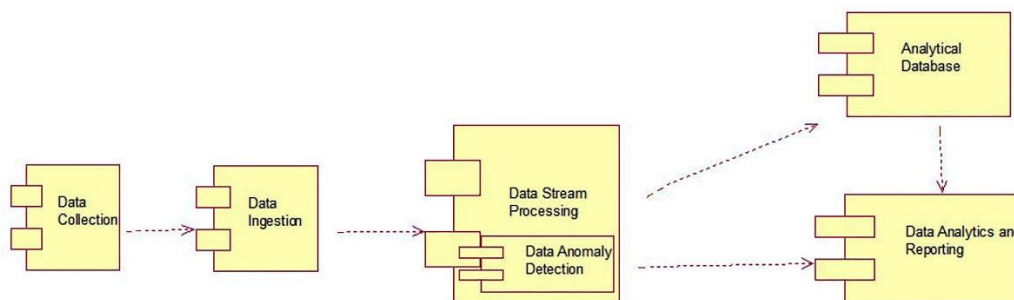 Data
Collection
Data
Ingestion
Data Stream
Processing
Data Anomaly
Detection
Analytical
Database
Data Analytics an
Reporting